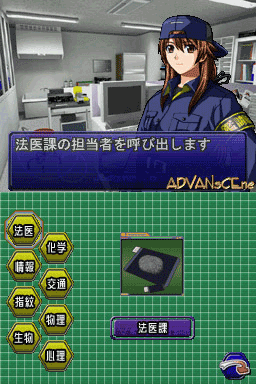 法医課の担当者を呼び出します
ADVANsCEne
法医
化学
情報
交通
指紋
物理
生物
心理
法医課